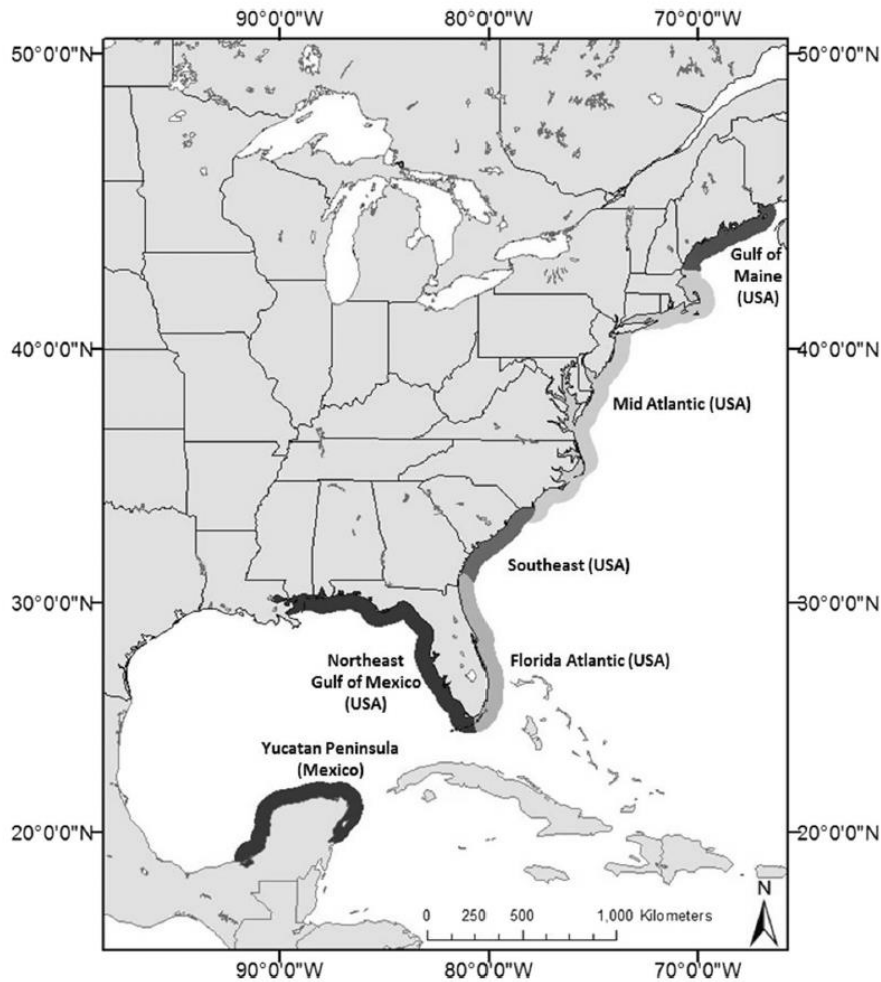 90°0'0"W 80°0'0"W 70°0'0"W
50°0'0"N 50°0'0"N
Gulf of
Maine
(USA)
40°0'0"N 40°0'0"N
Mid Atlantic (USA)
Southeast (USA)
30°0'0"N 30°0'0"N
Northeast
Gulf of Mexico
(USA)
Florida Atlantic (USA)
Yucatan Peninsula
(Mexico)
20°0'0"N 20°0'0"N
N
0 250 500 1,000 Kilometers
90°0'0"W 80°0'0"W 70°0'0"W